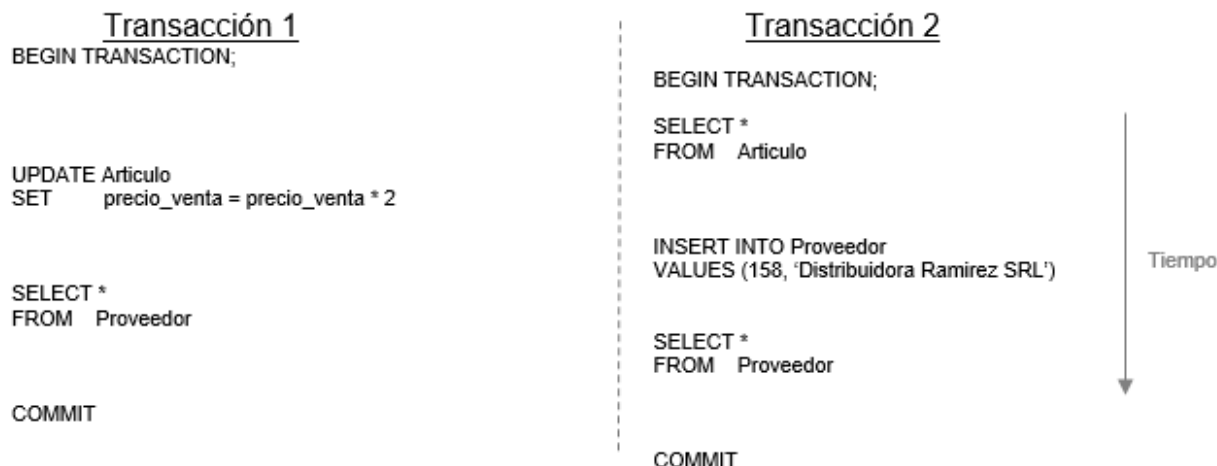 Transacción 1
BEGIN TRANSACTION;
UPDATE Articulo
SET precio_venta = precio_venta * 2
SELECT *
FROM Proveedor
COMMIT
Transacción 2
BEGIN TRANSACTION;
SELECT *
FROM Articulo
INSERT INTO Proveedor
VALUES (158, ‘Distribuidora Ramirez SRL’)
SELECT *
FROM Proveedor
COMMIT
Tiempo